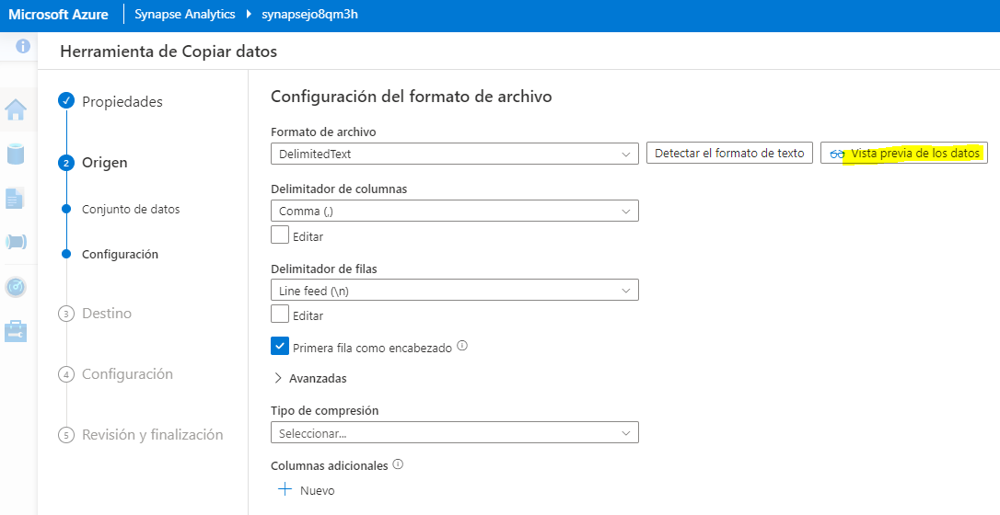 Microsoft Azure | Synapse Analytics synapsejo8qm3h
Herramienta de Copiar datos
Propiedades
2 Origen
Conjunto de datos
Configuración
3 Destino
4 Configuración
5 Revisión y finalización
Configuración del formato de archivo
Formato de archivo
DelimitedText Detectar el formato de texto Vista previa de los datos
Delimitador de columnas
Comma (,)
Editar
Delimitador de filas
Line feed (\n)
Editar
Primera fila como encabezado
Avanzadas
Tipo de compresión
Seleccionar...
Columnas adicionales
Nuevo